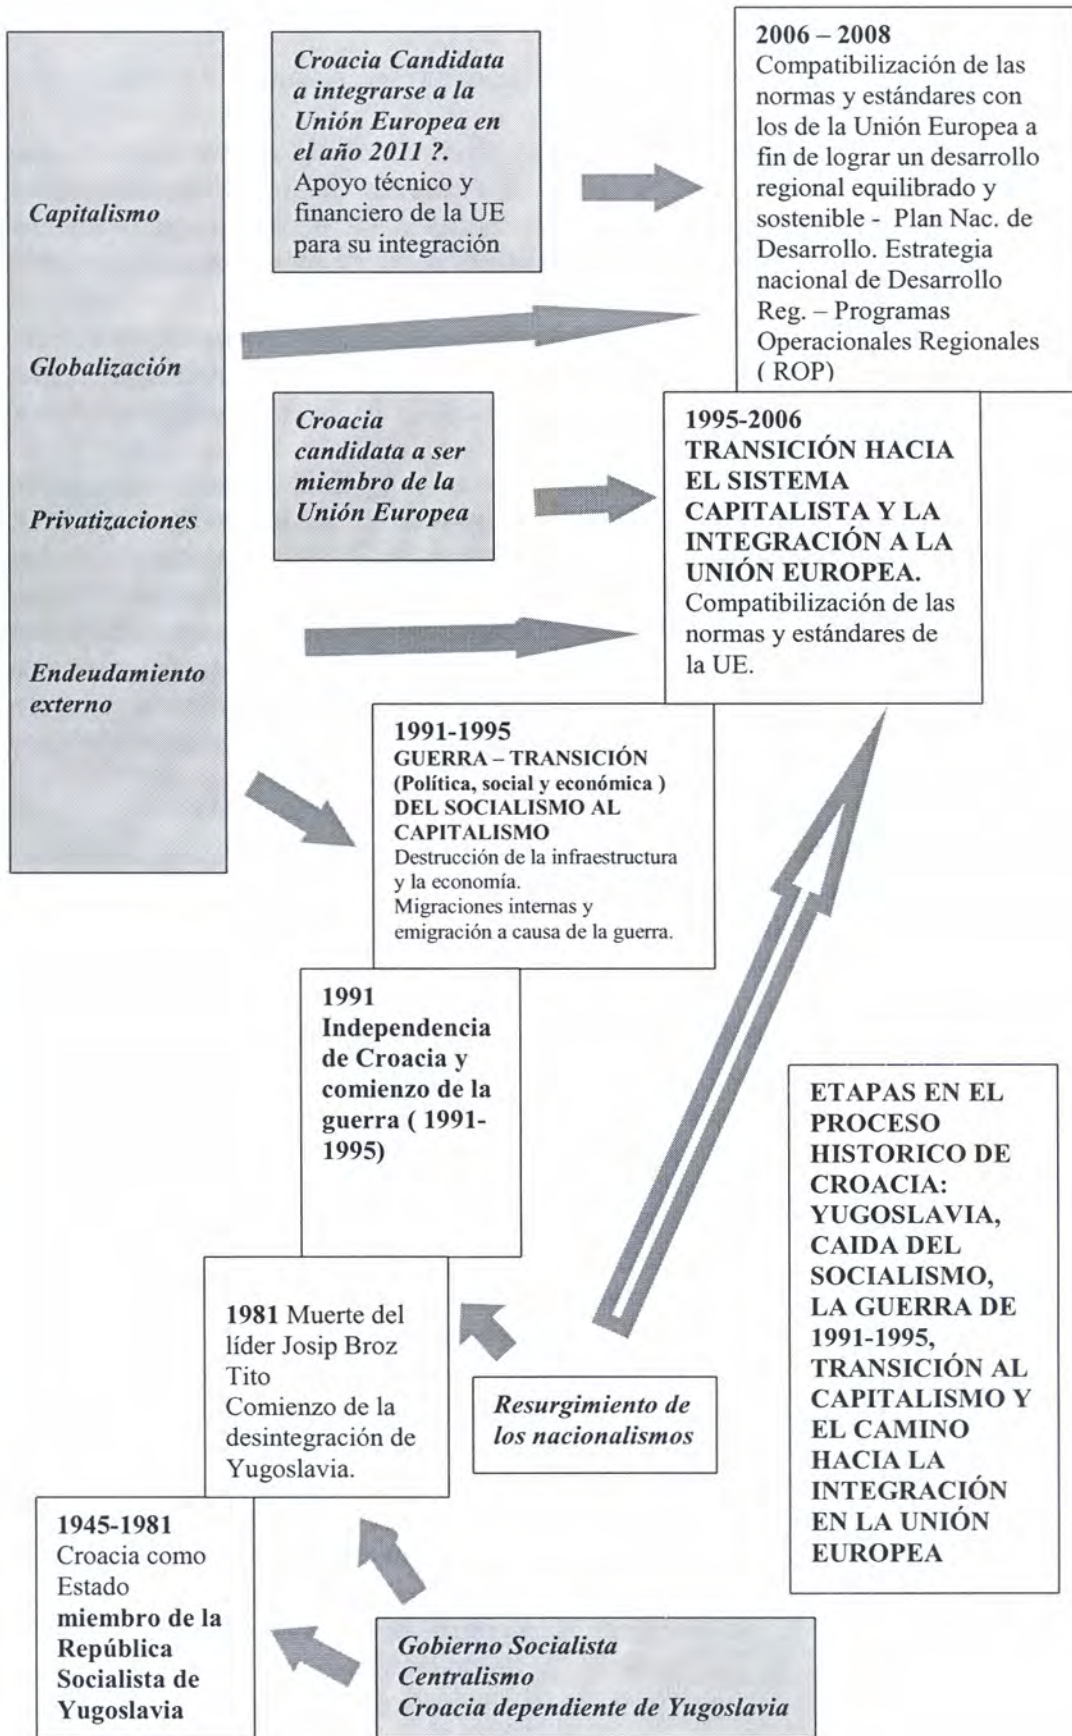 Capitalismo
Globalización
Privatizaciones
Endeudamiento
externo
Croacia Candidata
a integrarse a la
Unión Europea en
el año 2011 ?.
Apoyo técnico y
financiero de la UE
para su integración
2006 – 2008
Compatibilización de las
normas y estándares con
los de la Unión Europea a
fin de lograr un desarrollo
regional equilibrado y
sostenible - Plan Nac. de
Desarrollo. Estrategia
nacional de Desarrollo
Reg. – Programas
Operacionales Regionales
( ROP)
Croacia
candidata a ser
miembro de la
Unión Europea
1995-2006
TRANSICIÓN HACIA
EL SISTEMA
CAPITALISTA Y LA
INTEGRACIÓN A LA
UNIÓN EUROPEA.
Compatibilización de las
normas y estándares de
la UE.
1991-1995
GUERRA – TRANSICIÓN
(Política, social y económica )
DEL SOCIALISMO AL
CAPITALISMO
Destrucción de la infraestructura
y la economía.
Migraciones internas y
emigración a causa de la guerra.
1991
Independencia
de Croacia y
comienzo de la
guerra ( 1991-
1995)
1981 Muerte del
líder Josip Broz
Tito
Comienzo de la
desintegración de
Yugoslavia.
Resurgimiento de
los nacionalismos
ETAPAS EN EL
PROCESO
HISTORICO DE
CROACIA:
YUGOSLAVIA,
CAIDA DEL
SOCIALISMO,
LA GUERRA DE
1991-1995,
TRANSICIÓN AL
CAPITALISMO Y
EL CAMINO
HACIA LA
INTEGRACIÓN
EN LA UNIÓN
EUROPEA
1945-1981
Croacia como
Estado
miembro de la
República
Socialista de
Yugoslavia
Gobierno Socialista
Centralismo
Croacia dependiente de Yugoslavia